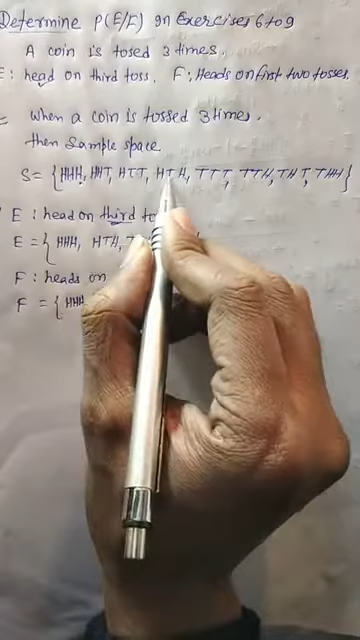 Determine P(E/F) In Exercises 6 to 9
A coin is tosed 3 times.
E: head on third toss. F: Heads on first two tosses
when a coin is tossed 3 times.
then Sample space
S = { HHH, HHT, HTT, HTH, TTT, TTH, THT, THH }
E : head on third
E = { HHH, HTH,
F : heads on
F = { HHH